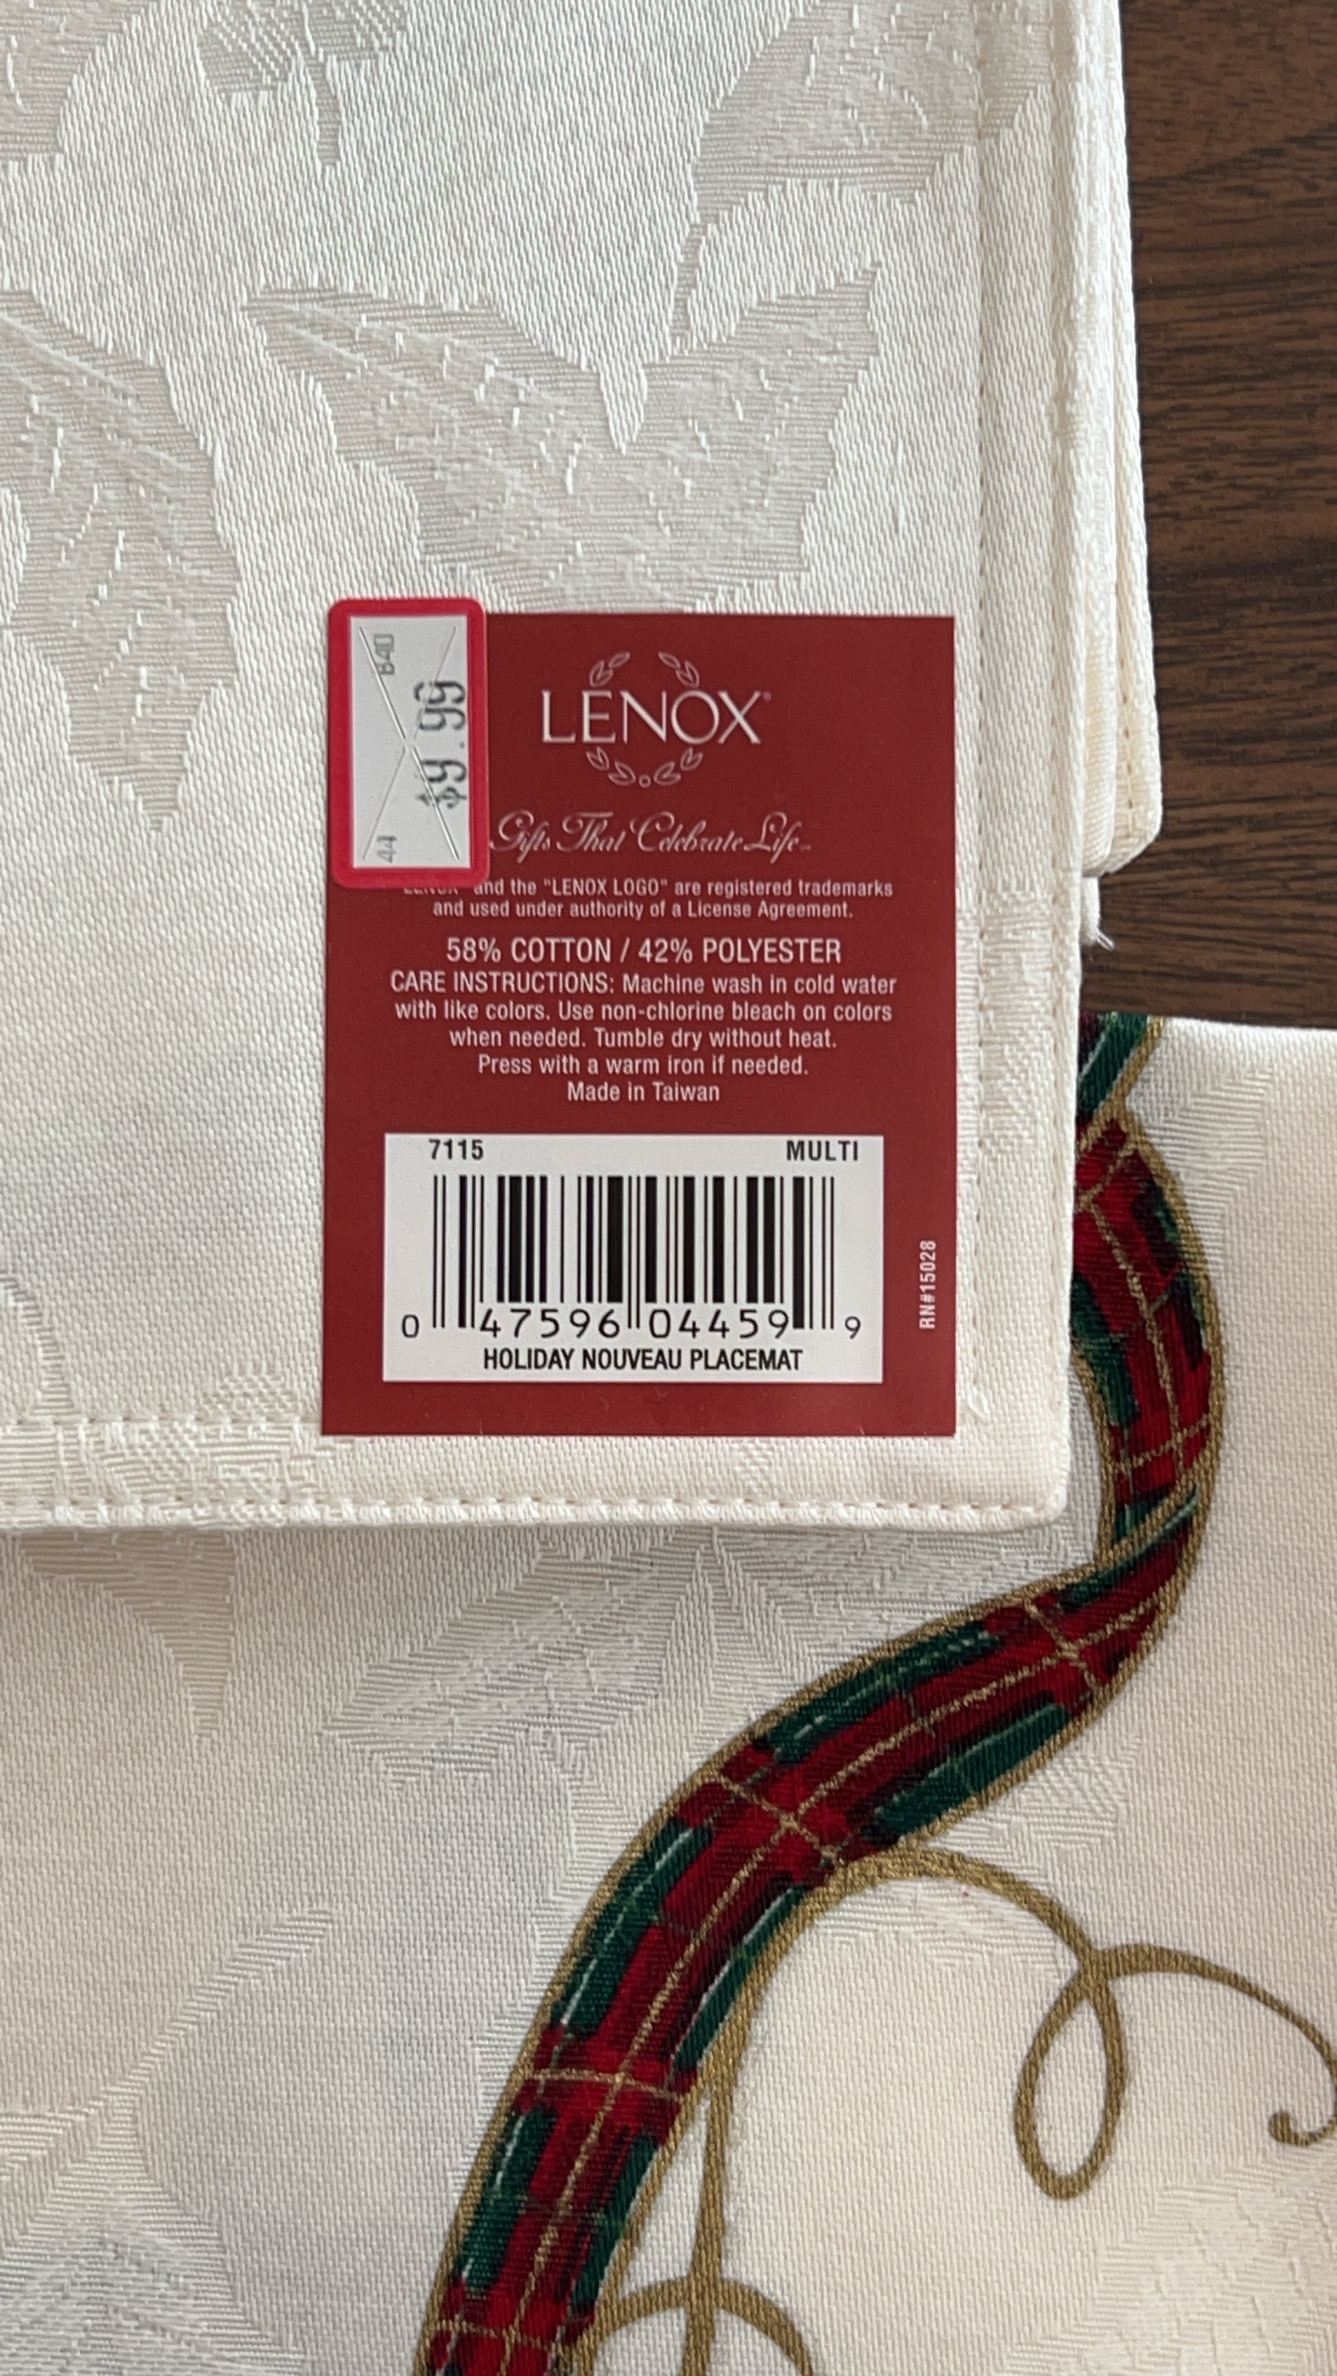 B40
$9.99
44
LENOX®
Gifts That Celebrate Life™
LENOX® and the "LENOX LOGO" are registered trademarks
and used under authority of a License Agreement.
58% COTTON / 42% POLYESTER
CARE INSTRUCTIONS: Machine wash in cold water
with like colors. Use non-chlorine bleach on colors
when needed. Tumble dry without heat.
Press with a warm iron if needed.
Made in Taiwan
7115 MULTI
0 47596 04459 9
HOLIDAY NOUVEAU PLACEMAT
RN#15028